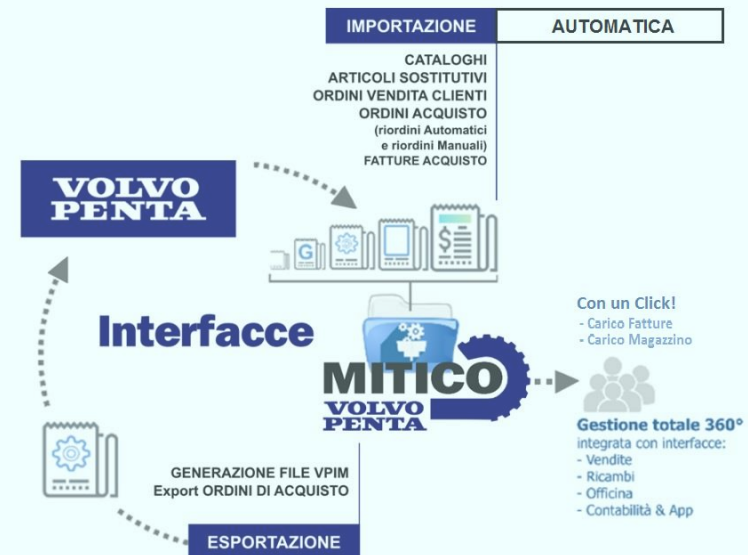 IMPORTAZIONE AUTOMATICA
CATALOGHI
ARTICOLI SOSTITUTIVI
ORDINI VENDITA CLIENTI
ORDINI ACQUISTO
(riordini Automatici
e riordini Manuali)
FATTURE ACQUISTO
VOLVO
PENTA
G
$
Interfacce
Con un Click!
- Carico Fatture
- Carico Magazzino
MITICO
VOLVO
PENTA
Gestione totale 360°
integrata con interfacce:
- Vendite
- Ricambi
- Officina
- Contabilità & App
GENERAZIONE FILE VPIM
Export ORDINI DI ACQUISTO
ESPORTAZIONE